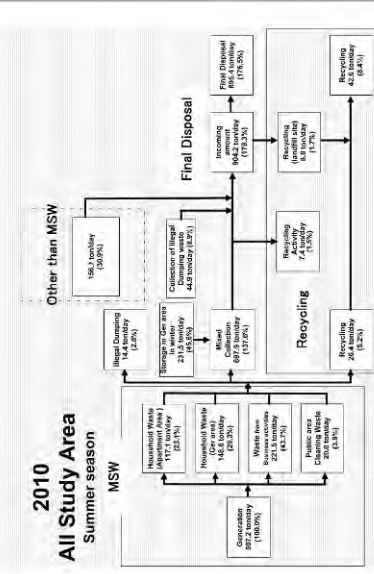 2010
All Study Area
Summer season
MSW
Generation
507.2 ton/day
(100.0%)
Household Waste
(Apartment Area )
117.1 ton/day
(23.1%)
Household Waste
(Ger area)
148.6 ton/day
(29.3%)
Waste from
Business activities
221.5 ton/day
(43.7%)
Public area
Cleaning Waste
20.0 ton/day
(3.9%)
Illegal Dumping
14.4 ton/day
(2.8%)
Storage in Ger area
in winter
231.5 ton/day
(45.6%)
Mixed
Collection
697.9 ton/day
(137.6%)
Recycling
26.4 ton/day
(5.2%)
Other than MSW
156.7 ton/day
(30.9%)
Collection of Illegal
Dumping waste
44.9 ton/day (8.9%)
Recycling
Recycling
Activity
7.4 ton/day
(1.5%)
Final Disposal
Incoming
amount
904.2 ton/day
(178.3%)
Recycling
(landfill site)
8.8 ton/day
(1.7%)
Final Disposal
895.4 ton/day
(176.5%)
Recycling
42.6 ton/day
(8.4%)